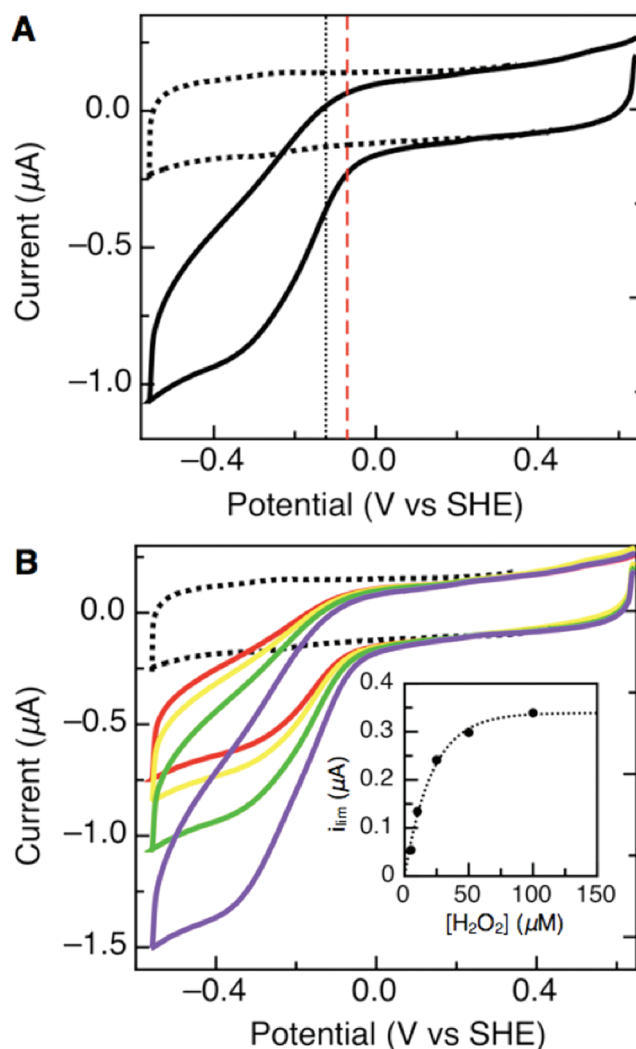 A
0.0
−0.5
−1.0
Current (µA)
−0.4 0.0 0.4
Potential (V vs SHE)
B
0.0
−0.5
−1.0
−1.5
Current (µA)
0.4
0.3
0.2
0.1
0
i_lim (µA)
0 50 100 150
[H₂O₂] (µM)
−0.4 0.0 0.4
Potential (V vs SHE)